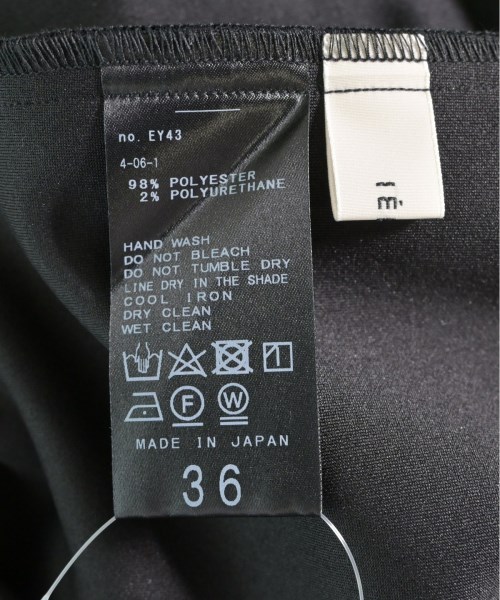 no. EY43
4-06-1
98% POLYESTER
2% POLYURETHANE
HAND WASH
DO NOT BLEACH
DO NOT TUMBLE DRY
LINE DRY IN THE SHADE
COOL IRON
DRY CLEAN
WET CLEAN
F
W
MADE IN JAPAN
36